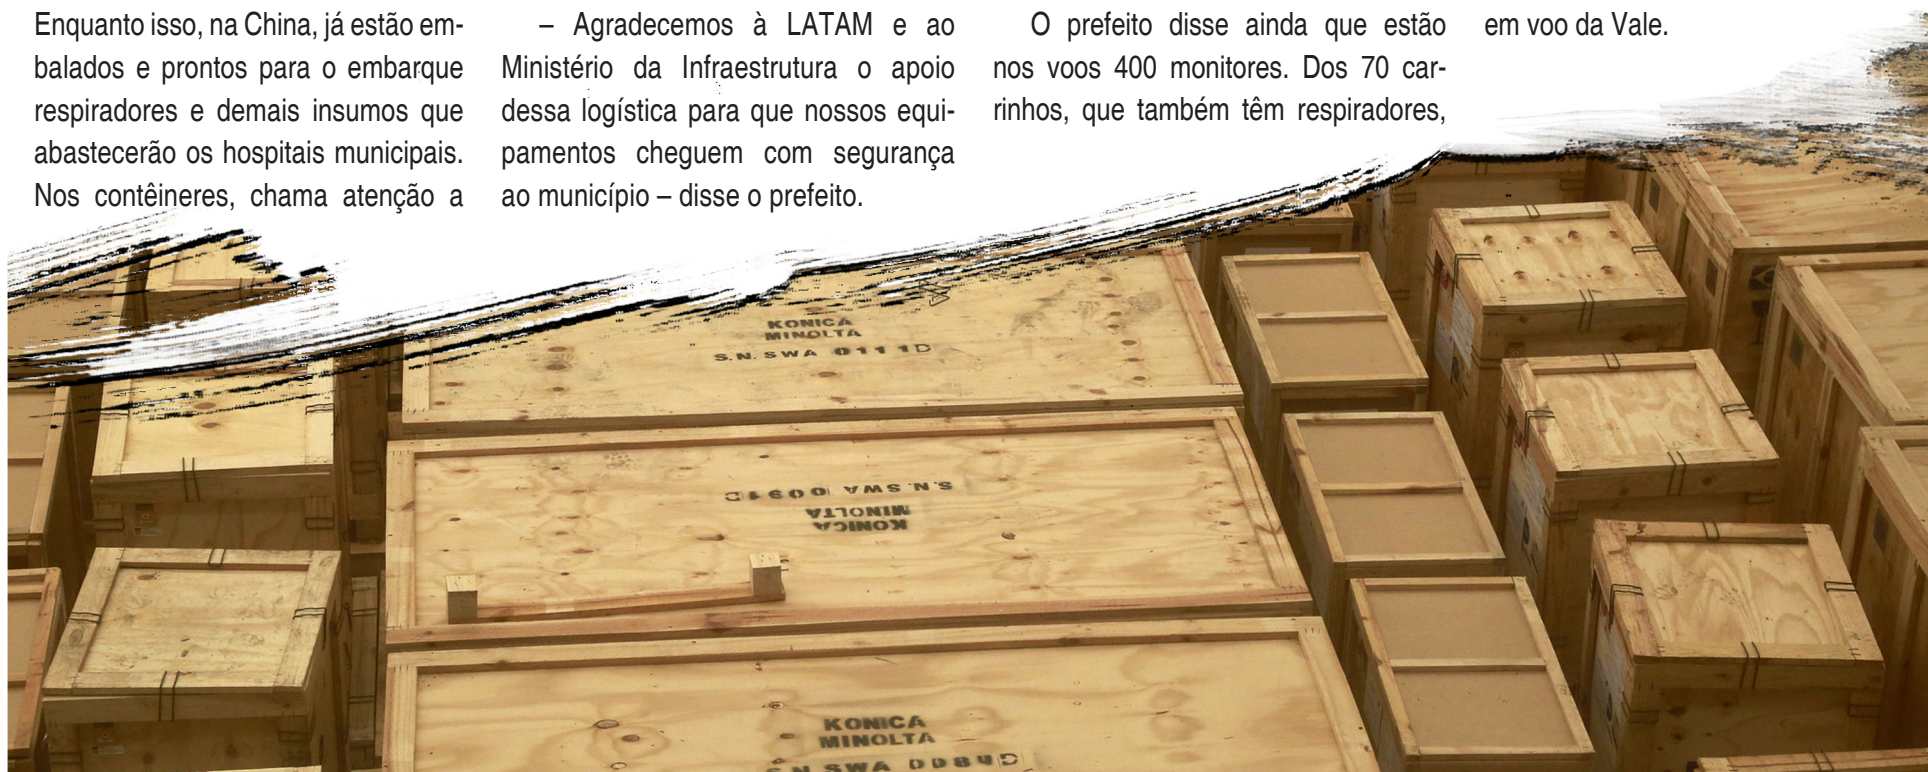 Enquanto isso, na China, já estão em-
balados e prontos para o embarque
respiradores e demais insumos que
abastecerão os hospitais municipais.
Nos contêineres, chama atenção a
– Agradecemos à LATAM e ao
Ministério da Infraestrutura o apoio
dessa logística para que nossos equi-
pamentos cheguem com segurança
ao município – disse o prefeito.
O prefeito disse ainda que estão
nos voos 400 monitores. Dos 70 car-
rinhos, que também têm respiradores,
em voo da Vale.
KONICA
MINOLTA
S.N. SWA 0111D
S.N. SWA 0091D
KONICA
MINOLTA
KONICA
MINOLTA
S.N. SWA 0084D